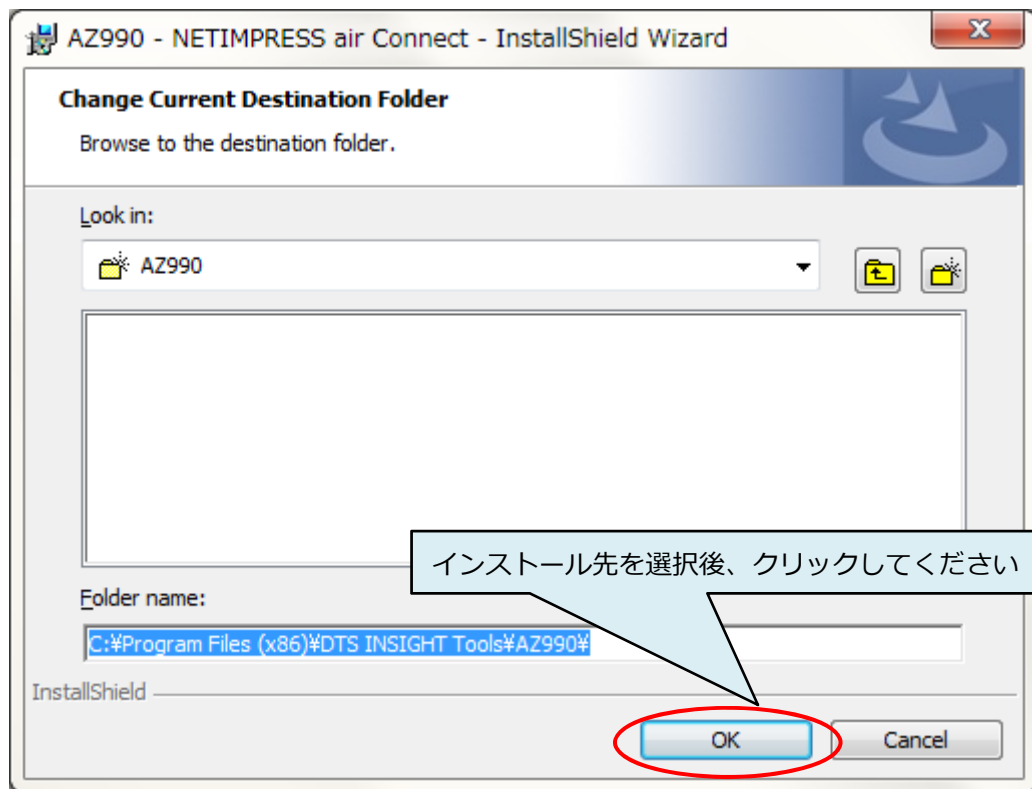 AZ990 - NETIMPRESS air Connect - InstallShield Wizard
Change Current Destination Folder
Browse to the destination folder.
Look in:
AZ990
インストール先を選択後、クリックしてください
Folder name:
C:¥Program Files (x86)¥DTS INSIGHT Tools¥AZ990¥
InstallShield
OK
Cancel